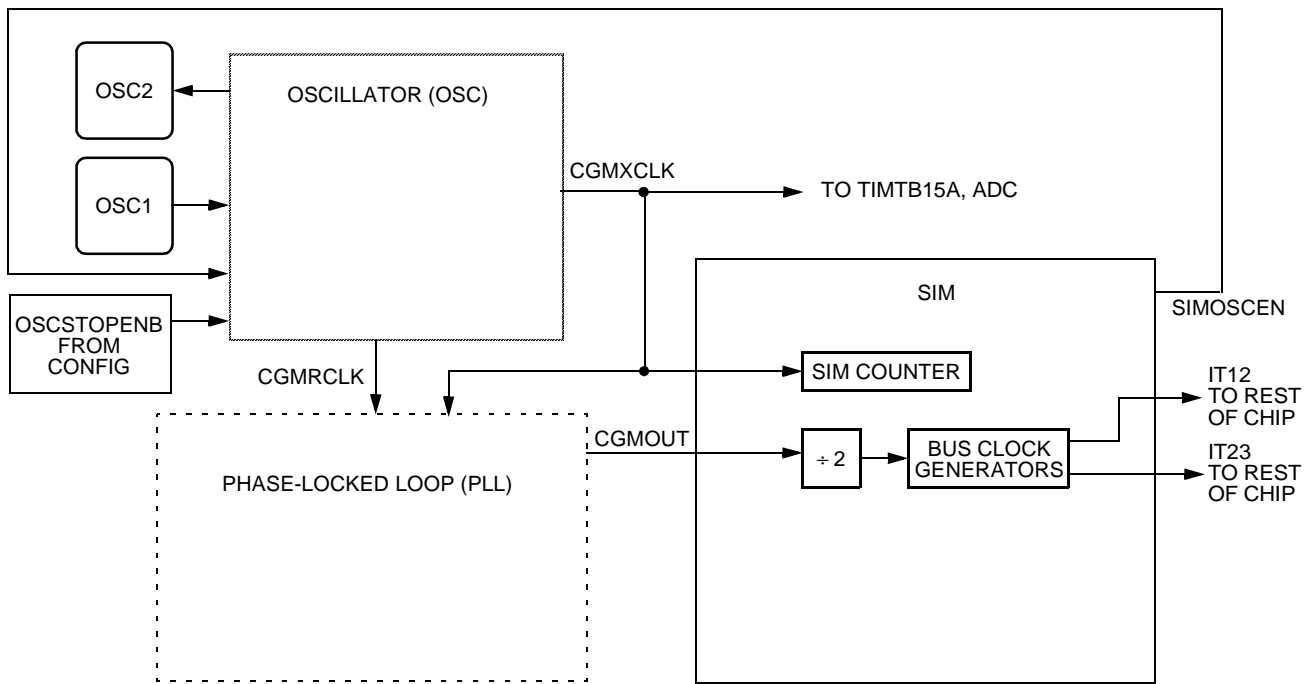 OSC2
OSCILLATOR (OSC)
CGMXCLK
OSC1
TO TIMTB15A, ADC
SIM
SIMOSCEN
OSCSTOPENB
FROM
CONFIG
CGMRCLK
SIM COUNTER
IT12
TO REST
OF CHIP
CGMOUT
÷ 2
BUS CLOCK
GENERATORS
IT23
TO REST
OF CHIP
PHASE-LOCKED LOOP (PLL)